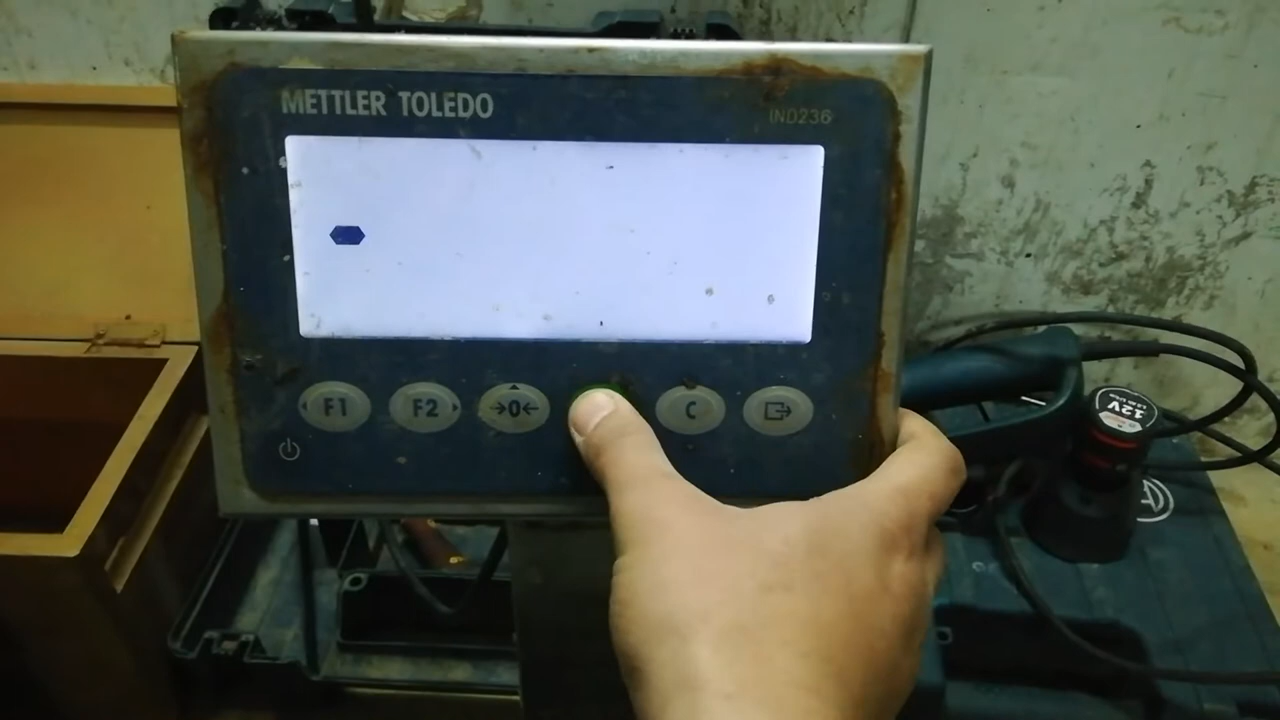 METTLER TOLEDO
IND236
F1
F2
→0←
C
12V